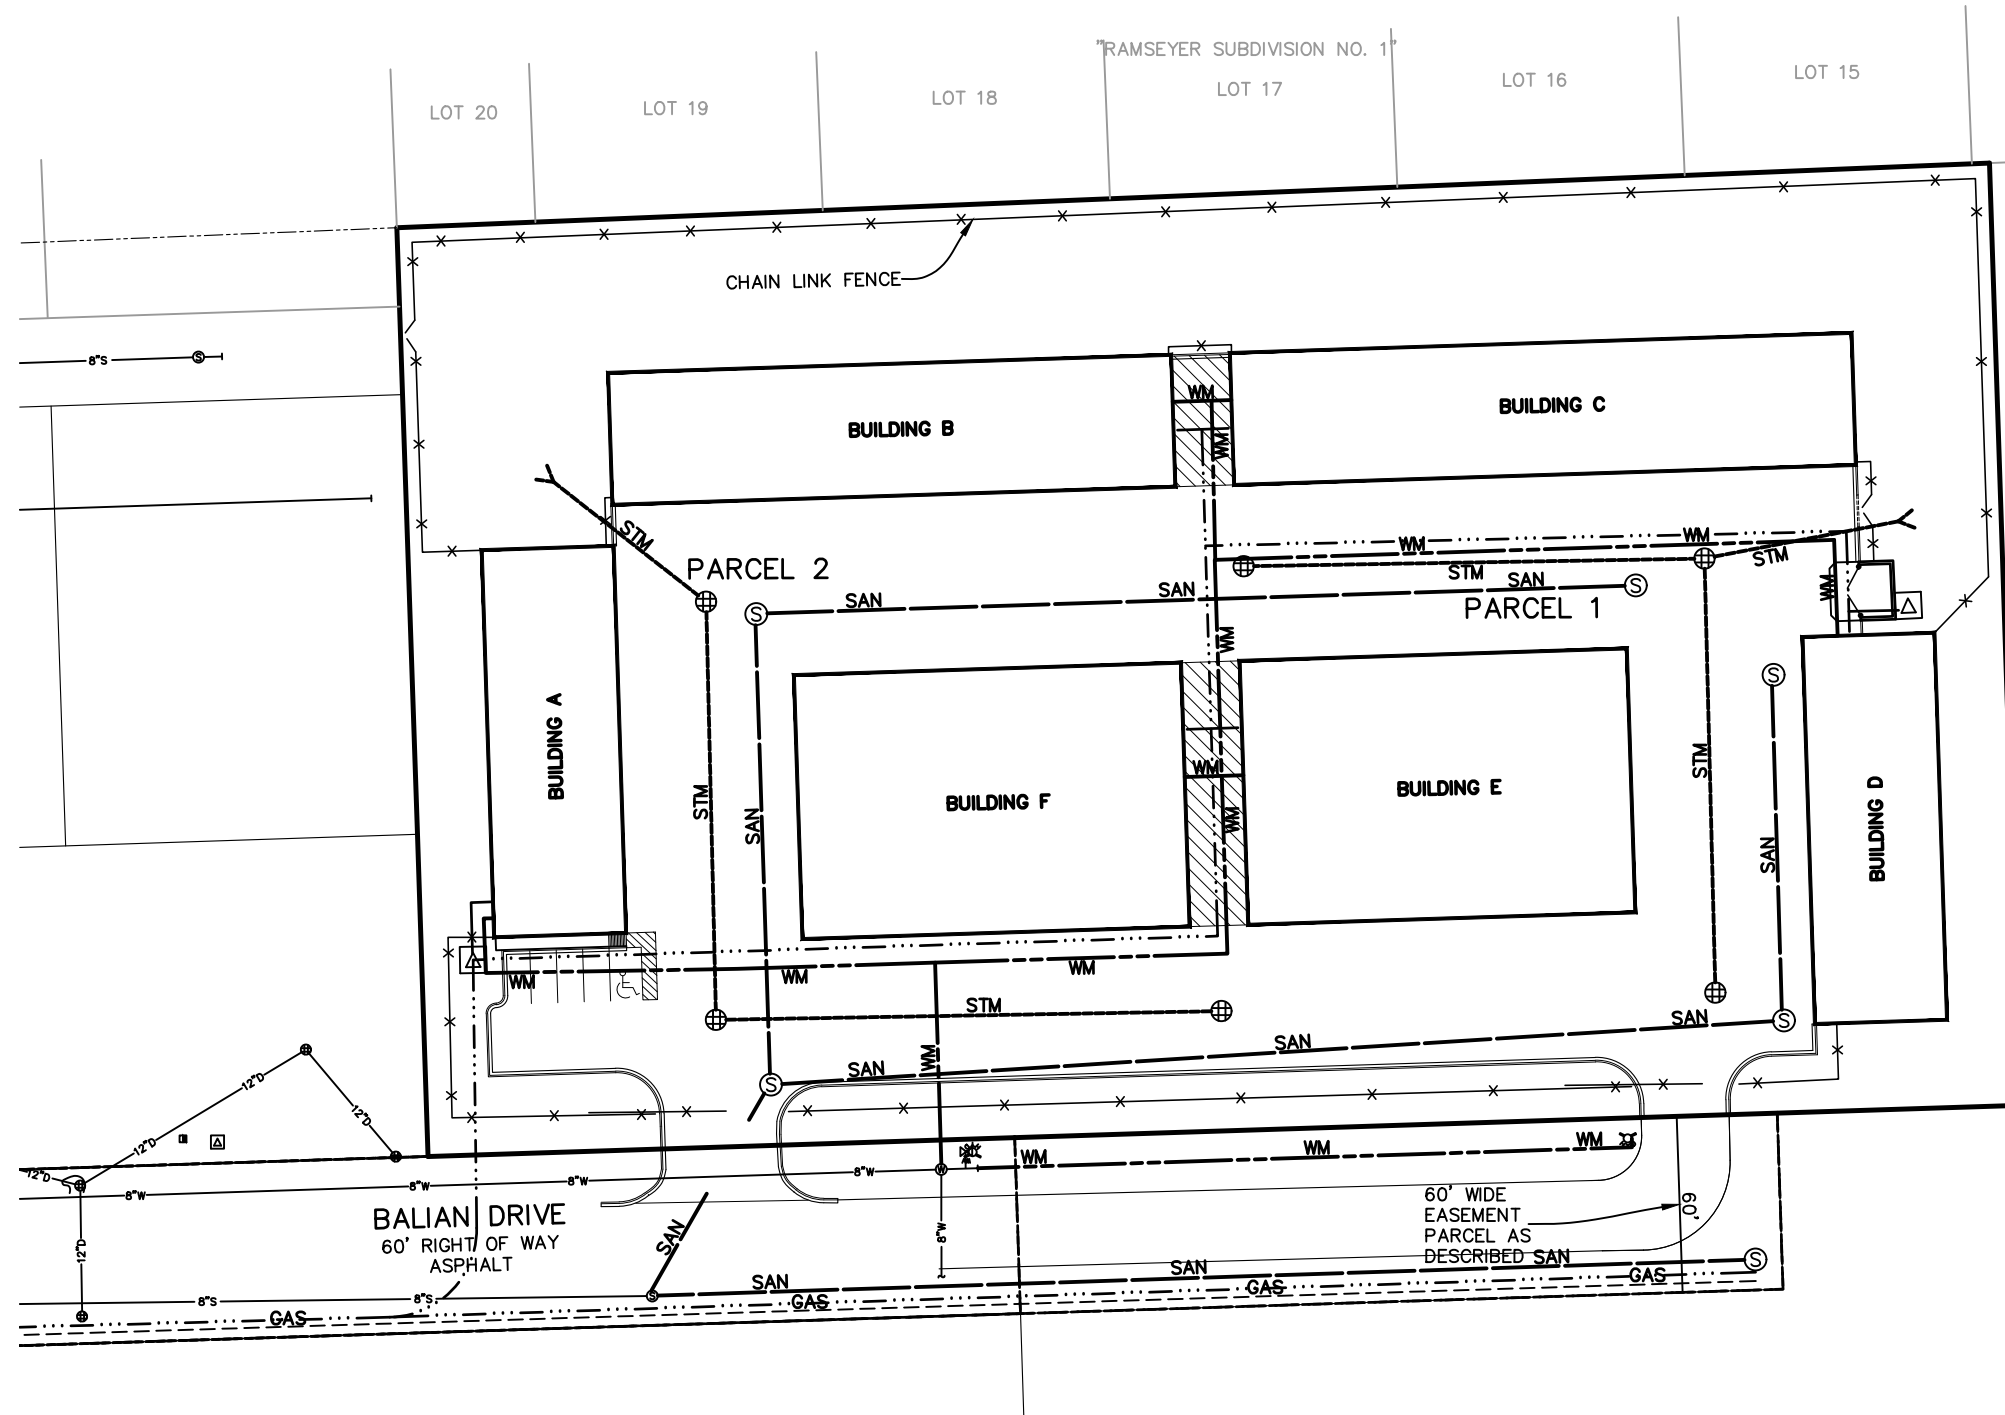 "RAMSEYER SUBDIVISION NO. 1"
LOT 20
LOT 19
LOT 18
LOT 17
LOT 16
LOT 15
CHAIN LINK FENCE
8"S
BUILDING B
BUILDING C
WM
WM
STM
PARCEL 2
WM
WM
STM
STM
SAN
SAN
SAN
PARCEL 1
WM
S
S
WM
S
BUILDING A
STM
SAN
BUILDING F
WM
WM
BUILDING E
STM
SAN
BUILDING D
WM
WM
WM
STM
WM
SAN
SAN
SAN
S
S
12"D
12"D
12"D
12"D
12"D
8"W
8"W
8"W
8"W
W
WM
WM
WM
8"W
BALIAN DRIVE
60' RIGHT OF WAY
ASPHALT
SAN
60' WIDE
EASEMENT
PARCEL AS
DESCRIBED
60'
8"S
8"S
S
SAN
SAN
SAN
S
GAS
GAS
GAS
GAS